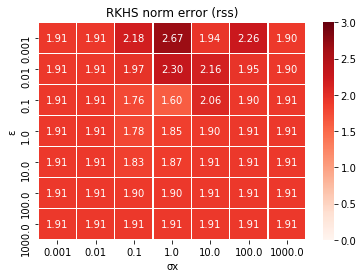 RKHS norm error (rss)
0.001 1.91 1.91 2.18 2.67 1.94 2.26 1.90
0.01 1.91 1.91 1.97 2.30 2.16 1.95 1.90
0.1 1.91 1.91 1.76 1.60 2.06 1.90 1.91
1.0 1.91 1.91 1.78 1.85 1.90 1.91 1.91
10.0 1.91 1.91 1.83 1.87 1.91 1.91 1.91
100.0 1.91 1.91 1.90 1.90 1.91 1.91 1.91
1000.0 1.91 1.91 1.91 1.91 1.91 1.91 1.91
0.001 0.01 0.1 1.0 10.0 100.0 1000.0
σx
ε
3.0
2.5
2.0
1.5
1.0
0.5
0.0